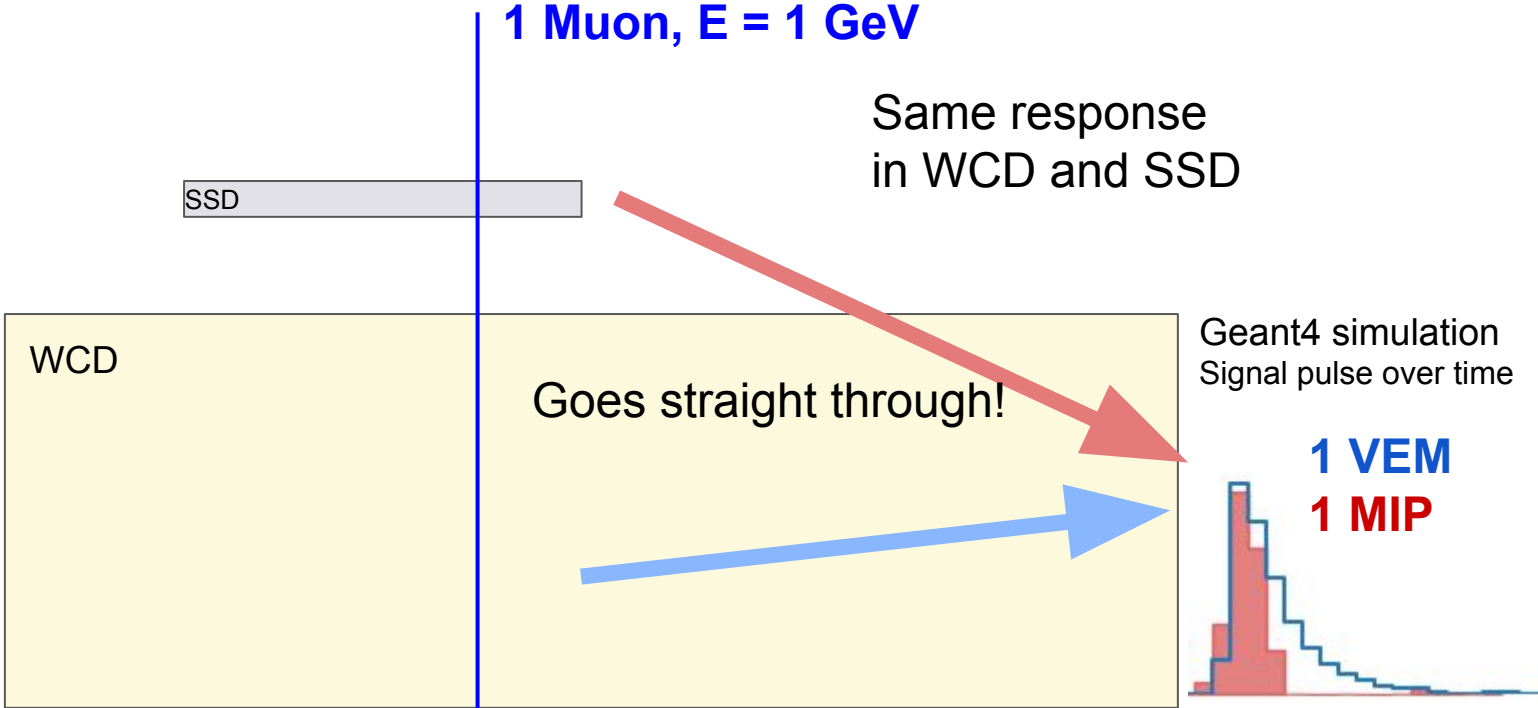 1 Muon, E = 1 GeV
Same response
in WCD and SSD
SSD
WCD
Goes straight through!
Geant4 simulation
Signal pulse over time
1 VEM
1 MIP